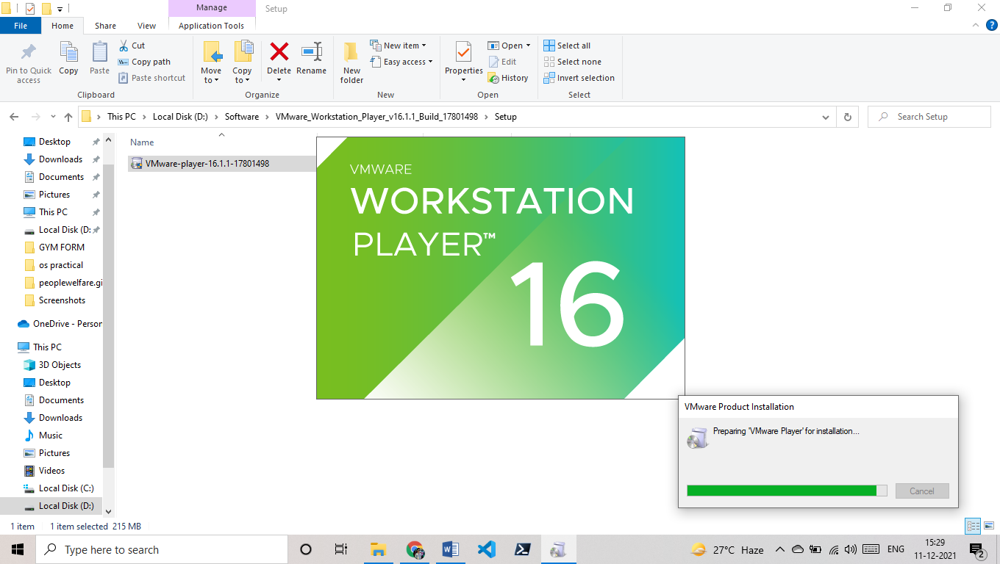 Manage
Setup
File
Home
Share
View
Application Tools
Pin to Quick access
Copy
Paste
Cut
Copy path
Paste shortcut
Clipboard
Move to
Copy to
Delete
Rename
Organize
New folder
New item
Easy access
New
Properties
Open
Edit
History
Open
Select all
Select none
Invert selection
Select
This PC
Local Disk (D:)
Software
VMware_Workstation_Player_v16.1.1_Build_17801498
Setup
Search Setup
Desktop
Downloads
Documents
Pictures
This PC
Local Disk (D:
GYM FORM
os practical
peoplewelfare.gi
Screenshots
OneDrive - Person
This PC
3D Objects
Desktop
Documents
Downloads
Music
Pictures
Videos
Local Disk (C:)
Local Disk (D:)
Name
VMware-player-16.1.1-17801498
VMWARE
WORKSTATION
PLAYER™
16
VMware Product Installation
Preparing 'VMware Player' for installation...
Cancel
1 item
1 item selected 215 MB
Type here to search
27°C Haze
ENG
15:29
11-12-2021
2